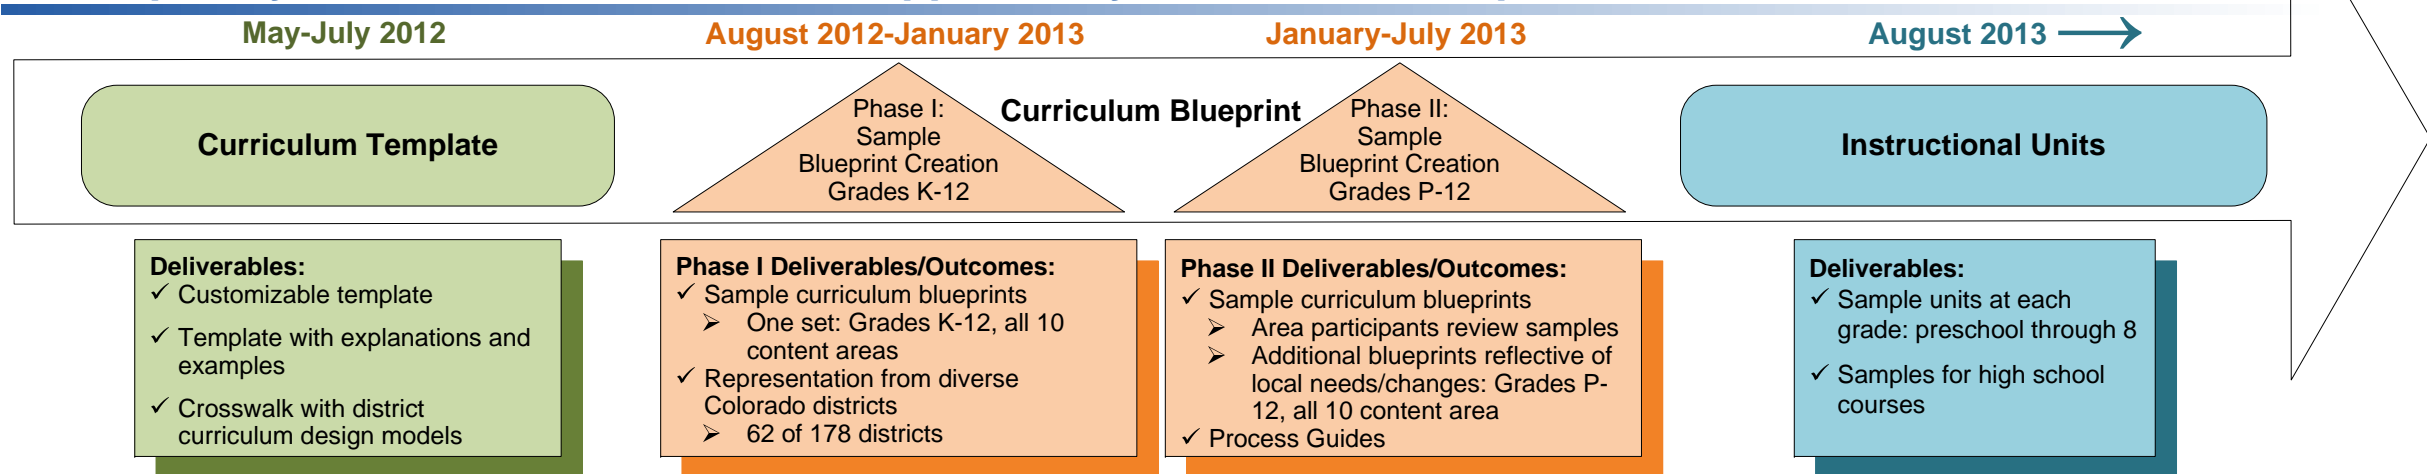 May-July 2012
August 2012-January 2013
January-July 2013
August 2013
Curriculum Template
Phase I:
Sample
Blueprint Creation
Grades K-12
Curriculum Blueprint
Phase II:
Sample
Blueprint Creation
Grades P-12
Instructional Units
Deliverables:
✓ Customizable template
✓ Template with explanations and
examples
✓ Crosswalk with district
curriculum design models
Phase I Deliverables/Outcomes:
✓ Sample curriculum blueprints
➢ One set: Grades K-12, all 10
content areas
✓ Representation from diverse
Colorado districts
➢ 62 of 178 districts
Phase II Deliverables/Outcomes:
✓ Sample curriculum blueprints
➢ Area participants review samples
➢ Additional blueprints reflective of
local needs/changes: Grades P-
12, all 10 content area
✓ Process Guides
Deliverables:
✓ Sample units at each
grade: preschool through 8
✓ Samples for high school
courses